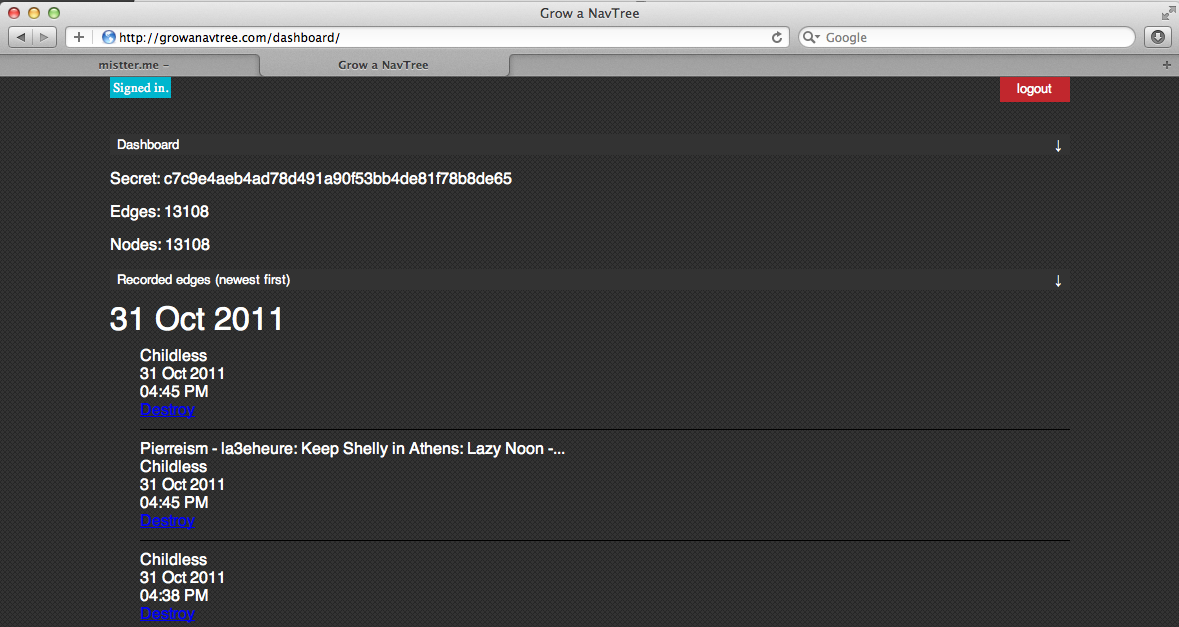 Grow a NavTree
http://growanavtree.com/dashboard/
Google
mistter.me –
Grow a NavTree
Signed in.
logout
Dashboard ↓
Secret: c7c9e4aeb4ad78d491a90f53bb4de81f78b8de65
Edges: 13108
Nodes: 13108
Recorded edges (newest first) ↓
31 Oct 2011
Childless
31 Oct 2011
04:45 PM
Destroy
Pierreism - la3eheure: Keep Shelly in Athens: Lazy Noon -...
Childless
31 Oct 2011
04:45 PM
Destroy
Childless
31 Oct 2011
04:38 PM
Destroy